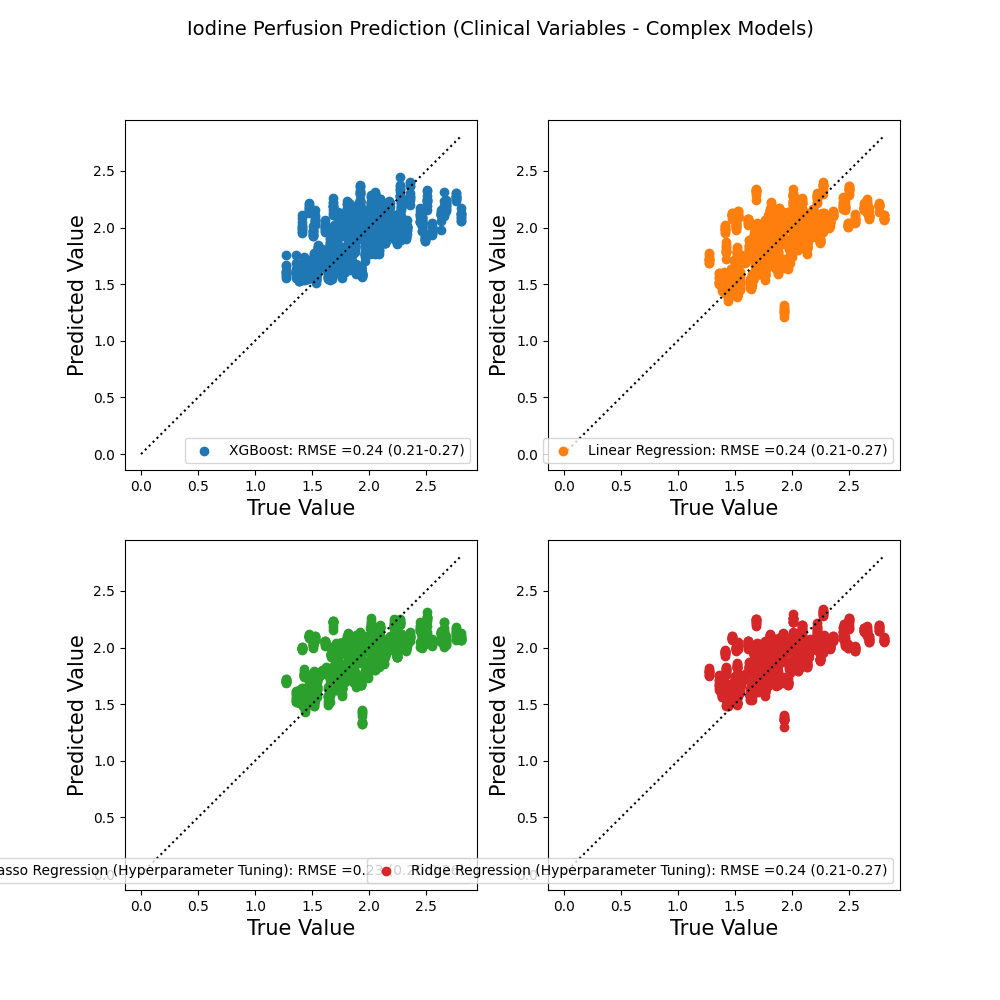 Iodine Perfusion Prediction (Clinical Variables - Complex Models)
2.5
2.0
1.5
1.0
0.5
0.0
Predicted Value
XGBoost: RMSE =0.24 (0.21-0.27)
0.0 0.5 1.0 1.5 2.0 2.5
True Value
2.5
2.0
1.5
1.0
0.5
0.0
Predicted Value
Linear Regression: RMSE =0.24 (0.21-0.27)
0.0 0.5 1.0 1.5 2.0 2.5
True Value
2.5
2.0
1.5
1.0
0.5
0.0
Predicted Value
asso Regression (Hyperparameter Tuning): RMSE =0.23
0.0 0.5 1.0 1.5 2.0 2.5
True Value
2.5
2.0
1.5
1.0
0.5
Predicted Value
Ridge Regression (Hyperparameter Tuning): RMSE =0.24 (0.21-0.27)
0.0 0.5 1.0 1.5 2.0 2.5
True Value